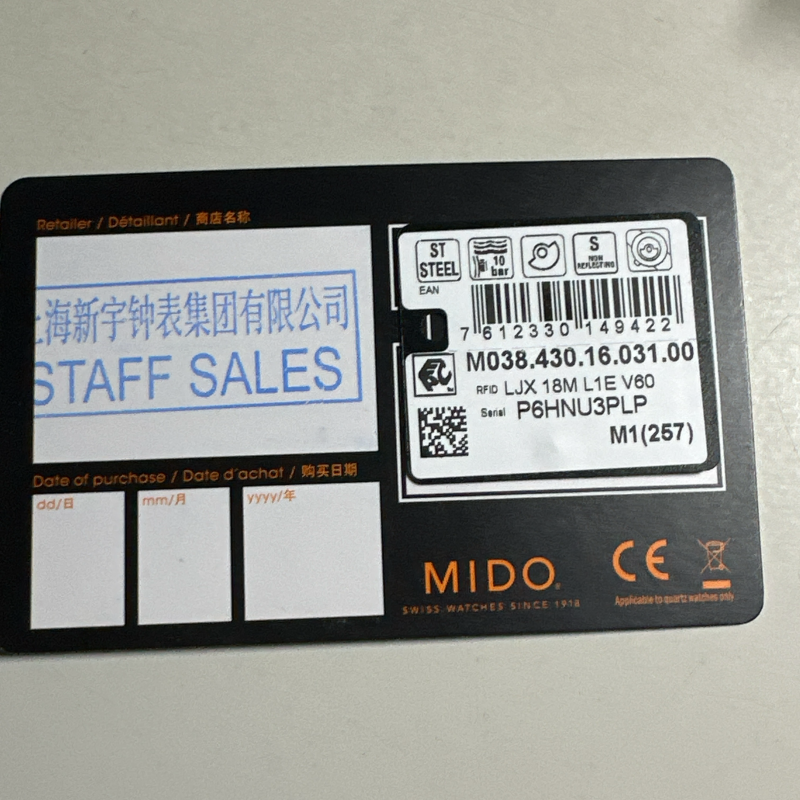 Retailer / Détaillant / 商店名称
上海新宇钟表集团有限公司
STAFF SALES
Date of purchase / Date d'achat / 购买日期
dd/日
mm/月
yyyy/年
ST STEEL
10 bar
S
NON REFLECTING
EAN
7 612330 149422
M038.430.16.031.00
RFID LJX 18M L1E V60
Serial P6HNU3PLP
M1(257)
MIDO
SWISS WATCHES SINCE 1918
CE
Applicable to quartz watches only